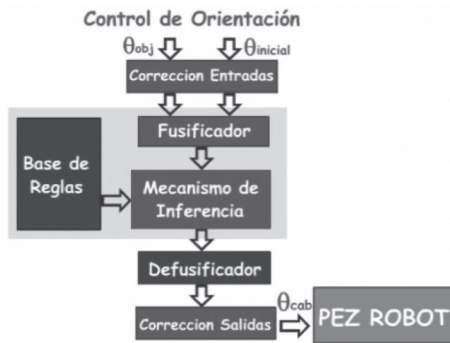 Control de Orientación
θobj
θinicial
Correccion Entradas
Fusificador
Base de
Reglas
Mecanismo de
Inferencia
Defusificador
θcab
Correccion Salidas
PEZ ROBOT